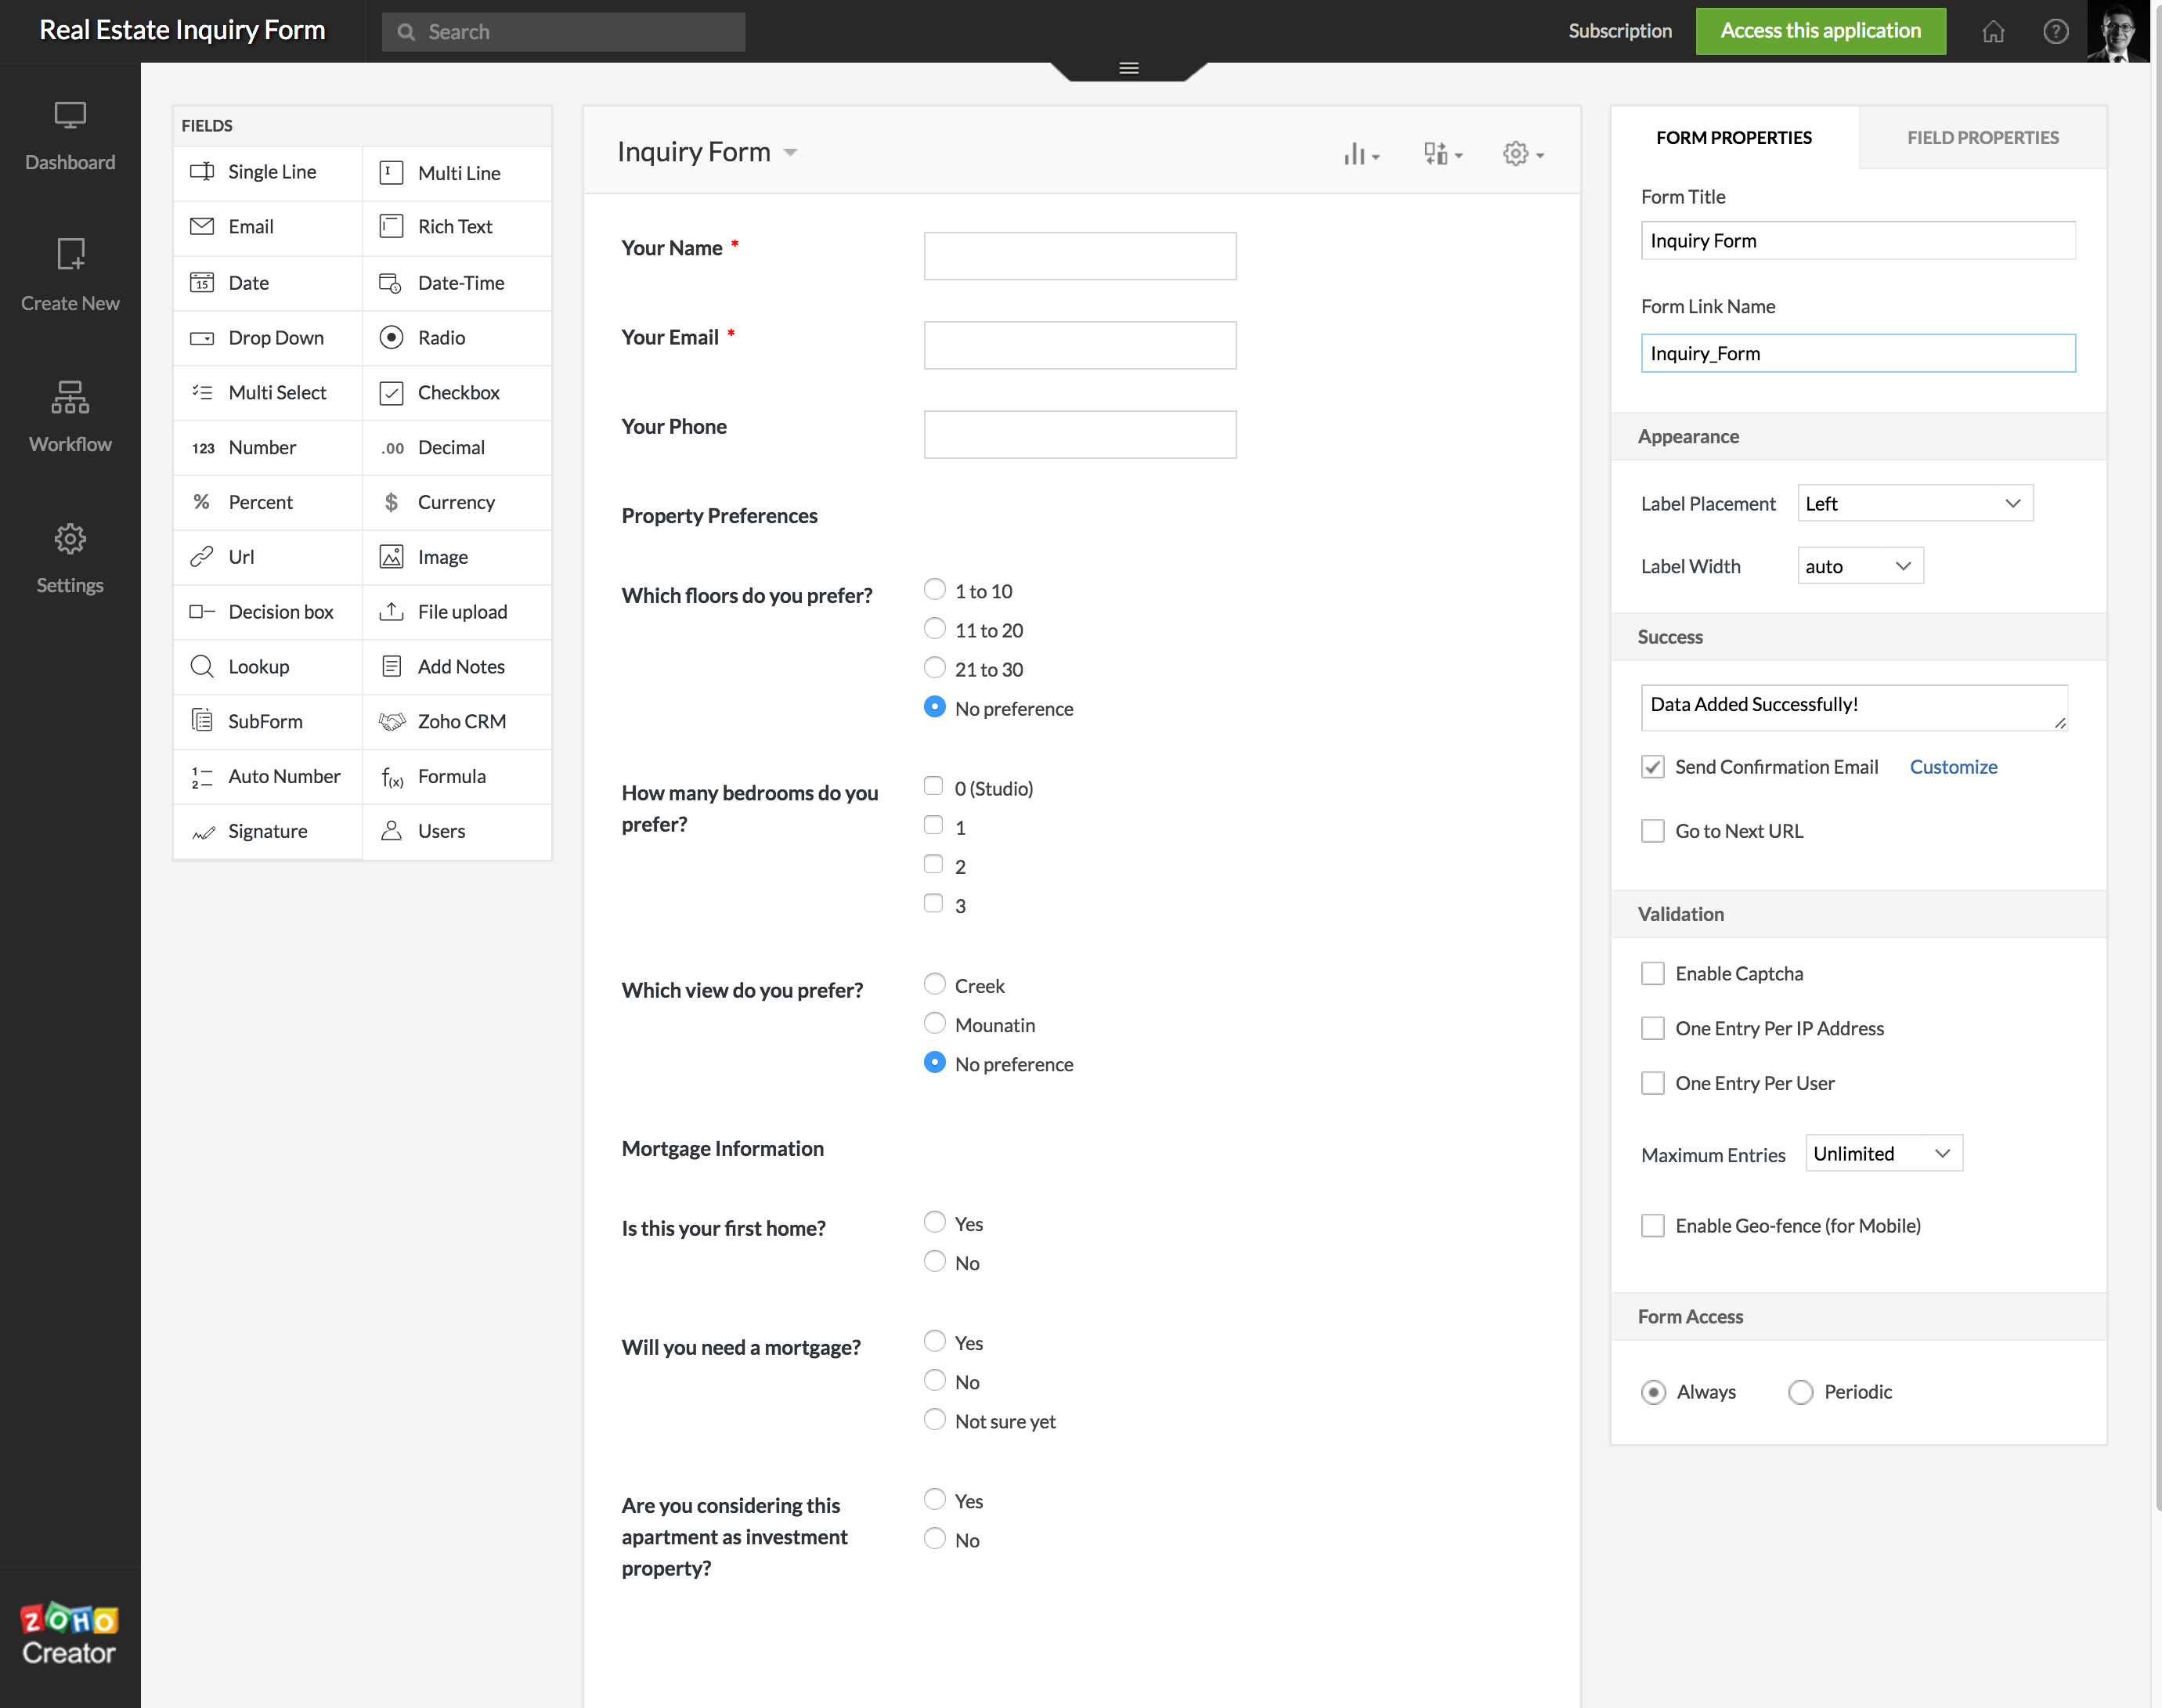 Real Estate Inquiry Form
Search
Subscription
Access this application
?
Dashboard
Create New
Workflow
Settings
ZOHO
Creator
FIELDS
Single Line
Multi Line
Email
Rich Text
15
Date
Date-Time
Drop Down
Radio
Multi Select
Checkbox
123 Number
.00 Decimal
% Percent
$ Currency
Url
Image
Decision box
File upload
Lookup
Add Notes
SubForm
Zoho CRM
1
2
Auto Number
f(x) Formula
Signature
Users
Inquiry Form
Your Name *
Your Email *
Your Phone
Property Preferences
Which floors do you prefer?
1 to 10
11 to 20
21 to 30
No preference
How many bedrooms do you
prefer?
0 (Studio)
1
2
3
Which view do you prefer?
Creek
Mounatin
No preference
Mortgage Information
Is this your first home?
Yes
No
Will you need a mortgage?
Yes
No
Not sure yet
Are you considering this
apartment as investment
property?
Yes
No
FORM PROPERTIES
FIELD PROPERTIES
Form Title
Inquiry Form
Form Link Name
Inquiry_Form
Appearance
Label Placement
Left
Label Width
auto
Success
Data Added Successfully!
Send Confirmation Email
Customize
Go to Next URL
Validation
Enable Captcha
One Entry Per IP Address
One Entry Per User
Maximum Entries
Unlimited
Enable Geo-fence (for Mobile)
Form Access
Always
Periodic